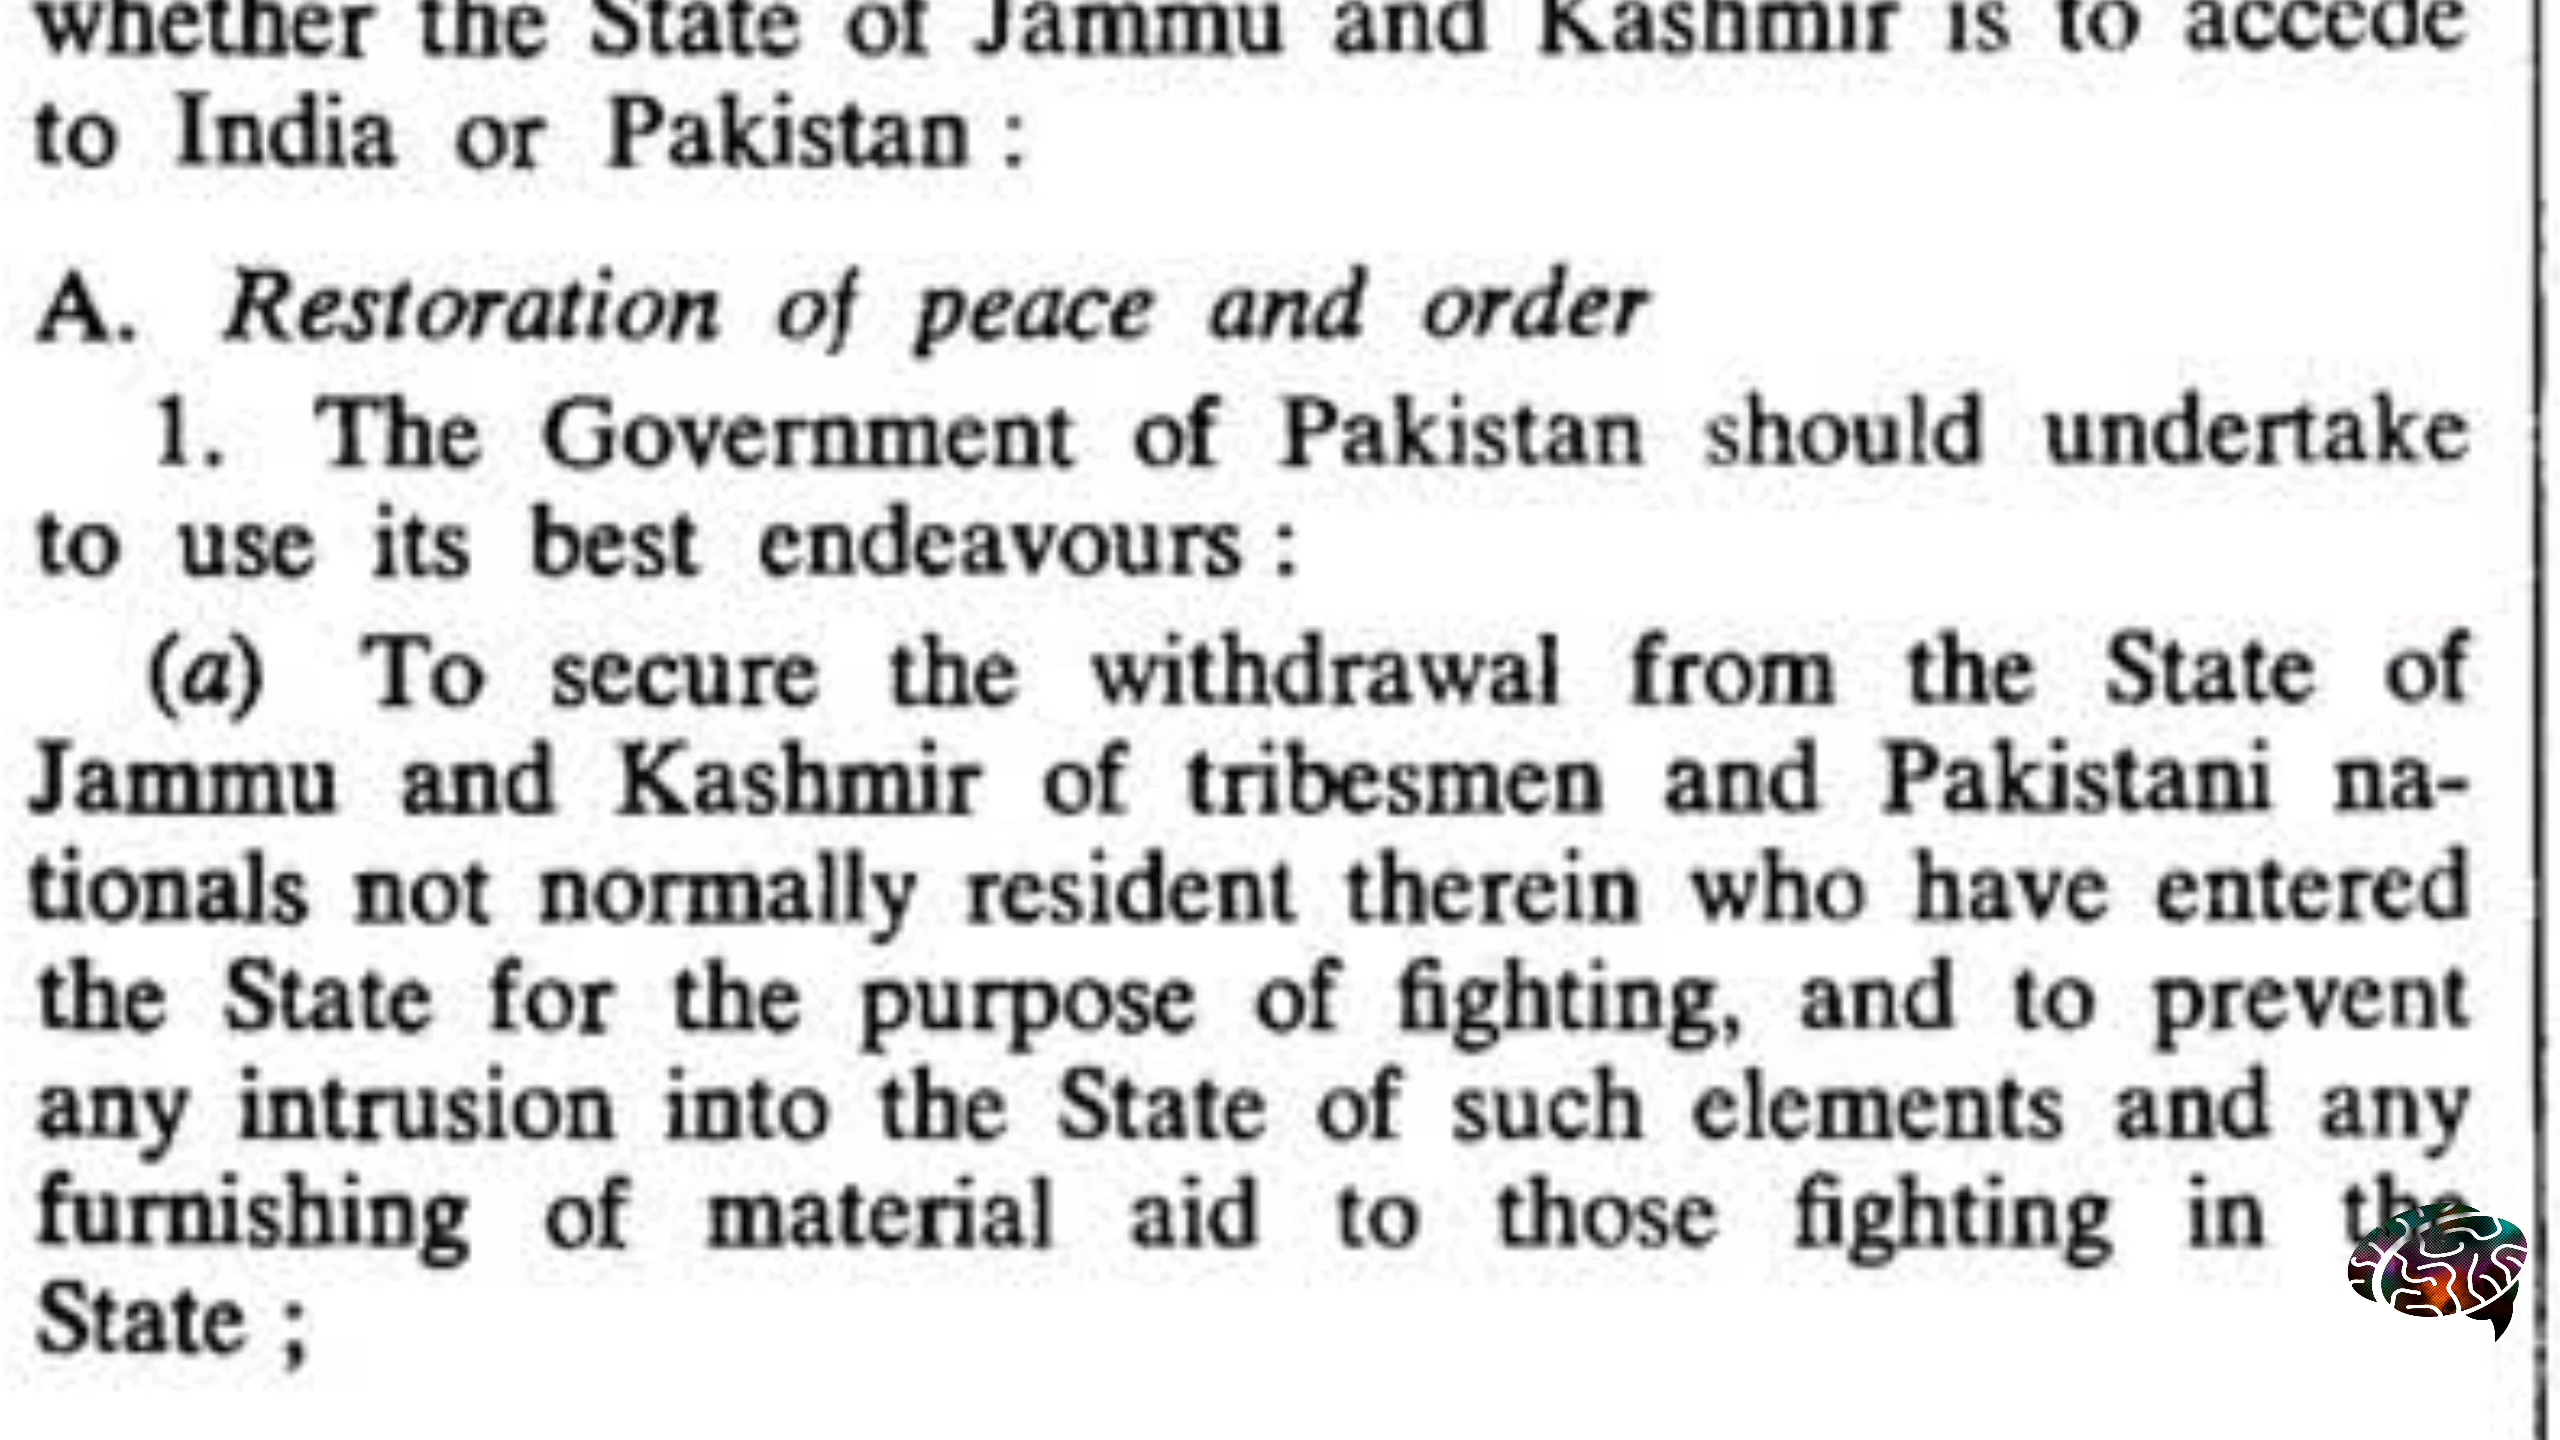 whether the State of Jammu and Kashmir is to accede
to India or Pakistan :
A. Restoration of peace and order
1. The Government of Pakistan should undertake
to use its best endeavours :
(a) To secure the withdrawal from the State of
Jammu and Kashmir of tribesmen and Pakistani na-
tionals not normally resident therein who have entered
the State for the purpose of fighting, and to prevent
any intrusion into the State of such elements and any
furnishing of material aid to those fighting in the
State ;